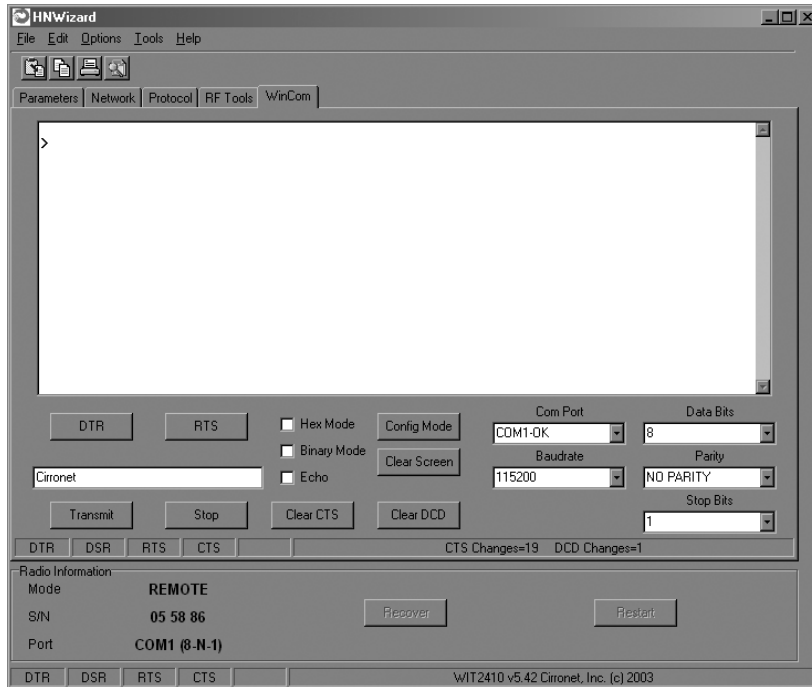 HNWizard
File Edit Options Tools Help
Parameters Network Protocol RF Tools WinCom
>
DTR RTS Hex Mode Config Mode Com Port Data Bits
COM1-OK 8
Binary Mode Clear Screen Baudrate Parity
Cirronet Echo 115200 NO PARITY
Stop Bits
Transmit Stop Clear CTS Clear DCD 1
DTR DSR RTS CTS CTS Changes=19 DCD Changes=1
Radio Information
Mode REMOTE
S/N 05 58 86 Recover Restart
Port COM1 (8-N-1)
DTR DSR RTS CTS WIT2410 v5.42 Cirronet, Inc. (c) 2003